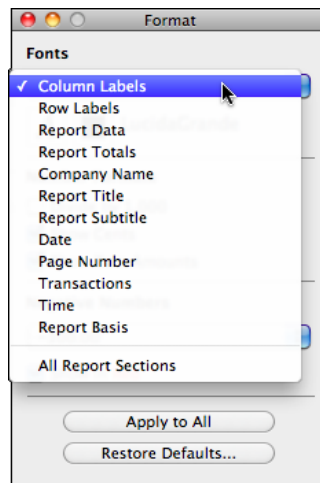 Format
Fonts
✓ Column Labels
Row Labels
Report Data
Report Totals
Company Name
Report Title
Report Subtitle
Date
Page Number
Transactions
Time
Report Basis
All Report Sections
Apply to All
Restore Defaults...